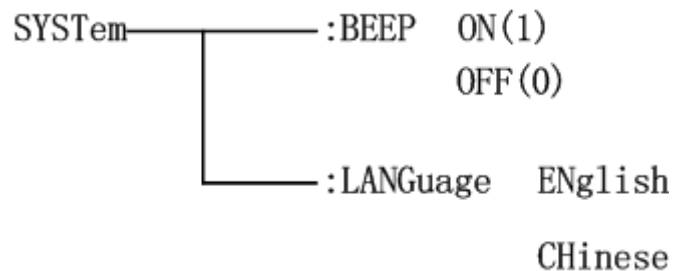 SYSTem :BEEP ON(1)
OFF(0)
:LANGuage ENglish
CHinese